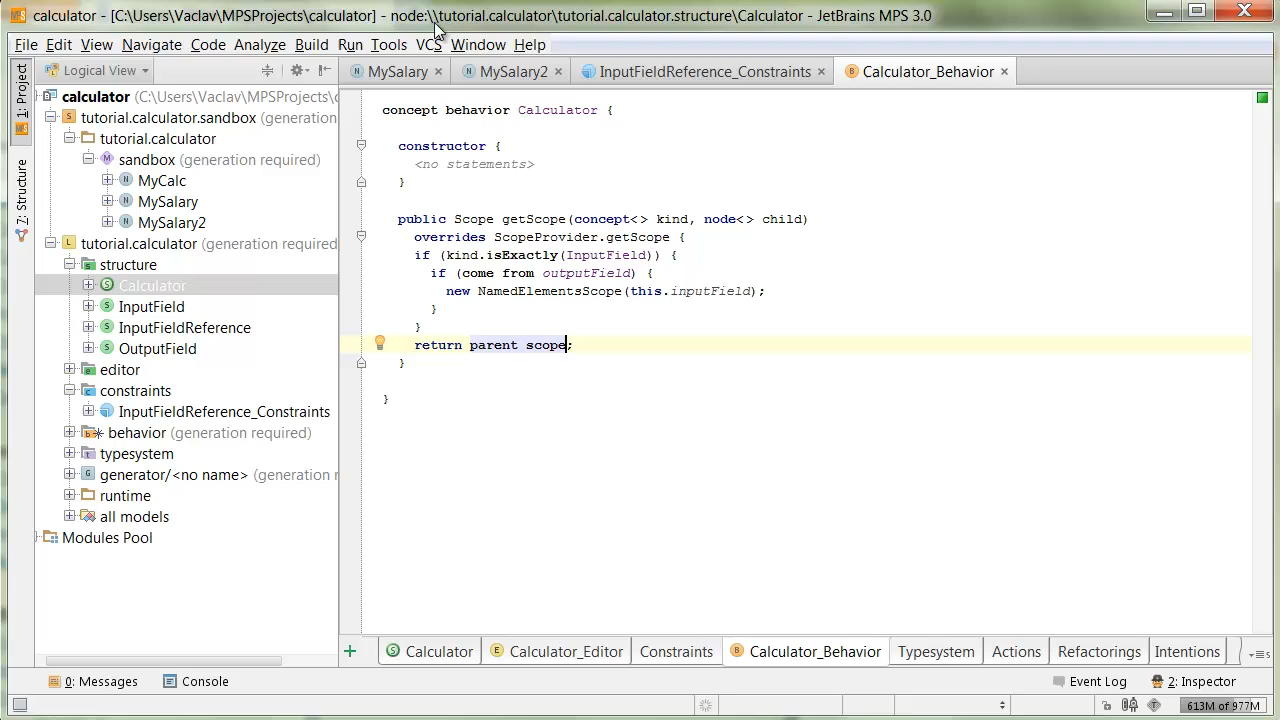 calculator - [C:\Users\Vaclav\MPSProjects\calculator] - node:\\tutorial.calculator\tutorial.calculator.structure\Calculator - JetBrains MPS 3.0
File Edit View Navigate Code Analyze Build Run Tools VCS Window Help
Logical View
MySalary
MySalary2
InputFieldReference_Constraints
Calculator_Behavior
1: Project
7: Structure
calculator (C:\Users\Vaclav\MPSProjects\c
tutorial.calculator.sandbox (generation
tutorial.calculator
sandbox (generation required)
MyCalc
MySalary
MySalary2
tutorial.calculator (generation required
structure
Calculator
InputField
InputFieldReference
OutputField
editor
constraints
InputFieldReference_Constraints
behavior (generation required)
typesystem
generator/<no name> (generation r
runtime
all models
Modules Pool
concept behavior Calculator {
constructor {
<no statements>
}
public Scope getScope(concept<> kind, node<> child)
overrides ScopeProvider.getScope {
if (kind.isExactly(InputField)) {
if (come from outputField) {
new NamedElementsScope(this.inputField);
}
}
return parent scope;
}
}
Calculator
Calculator_Editor
Constraints
Calculator_Behavior
Typesystem
Actions
Refactorings
Intentions
0: Messages
Console
Event Log
2: Inspector
613M of 977M